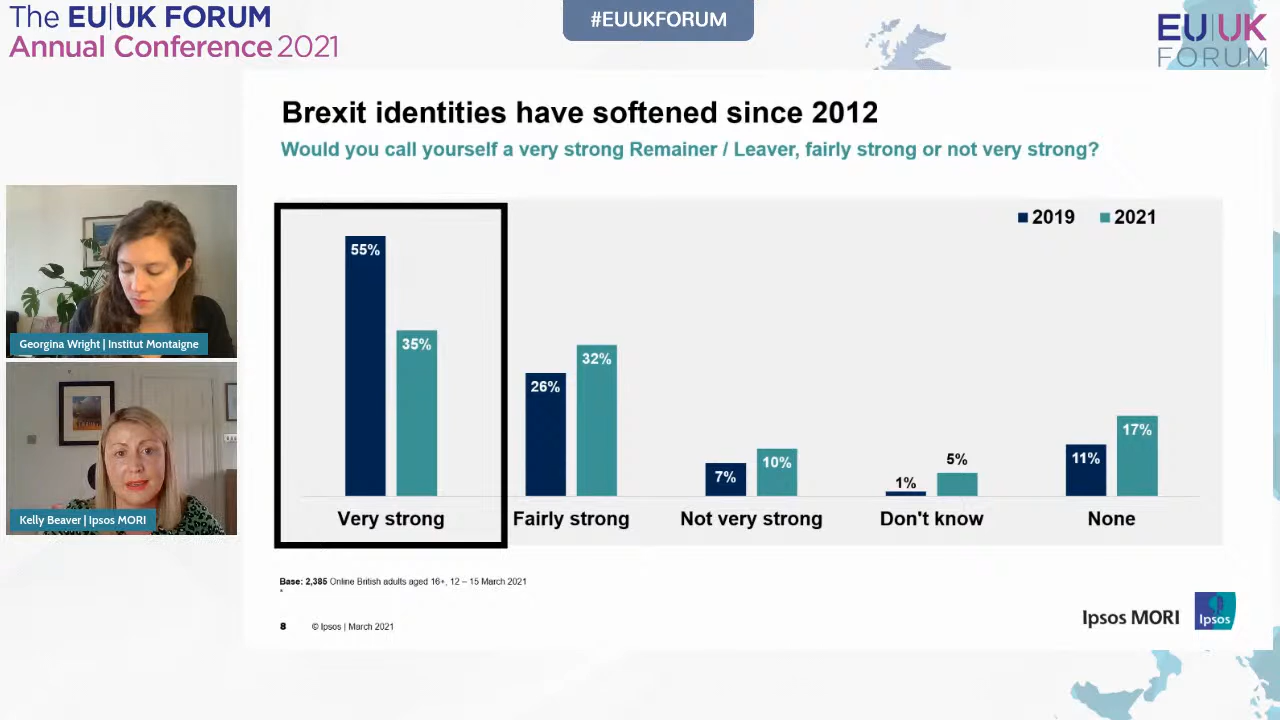 The EU|UK FORUM
Annual Conference 2021
#EUUKFORUM
EU|UK
FORUM
Brexit identities have softened since 2012
Would you call yourself a very strong Remainer / Leaver, fairly strong or not very strong?
2019 2021
55%
35%
26%
32%
7%
10%
1%
5%
11%
17%
Very strong
Fairly strong
Not very strong
Don't know
None
Georgina Wright | Institut Montaigne
Kelly Beaver | Ipsos MORI
Base: 2,385 Online British adults aged 16+, 12 – 15 March 2021
*
8 © Ipsos | March 2021
Ipsos MORI
Ipsos